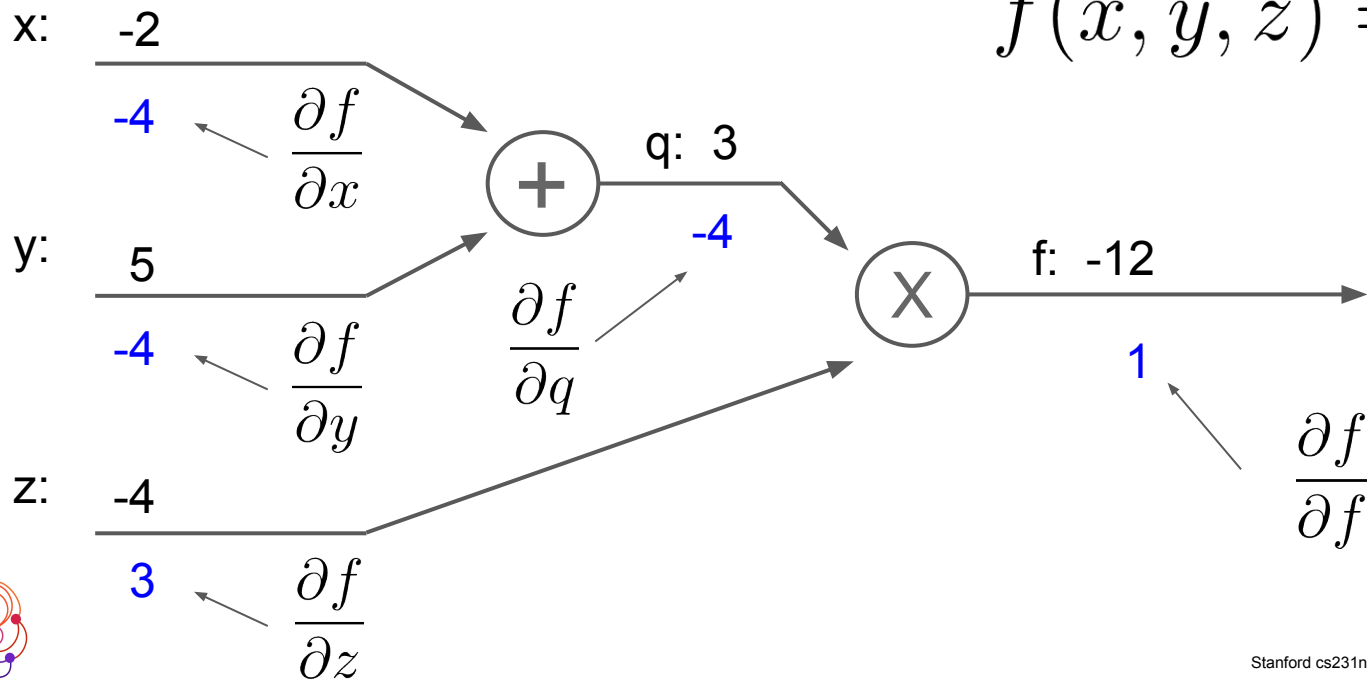 x: -2
f(x, y, z) =
-4
∂f
∂x
+
q: 3
-4
y: 5
-4
∂f
∂y
∂f
∂q
X
f: -12
1
∂f
∂f
z: -4
3
∂f
∂z
Stanford cs231n